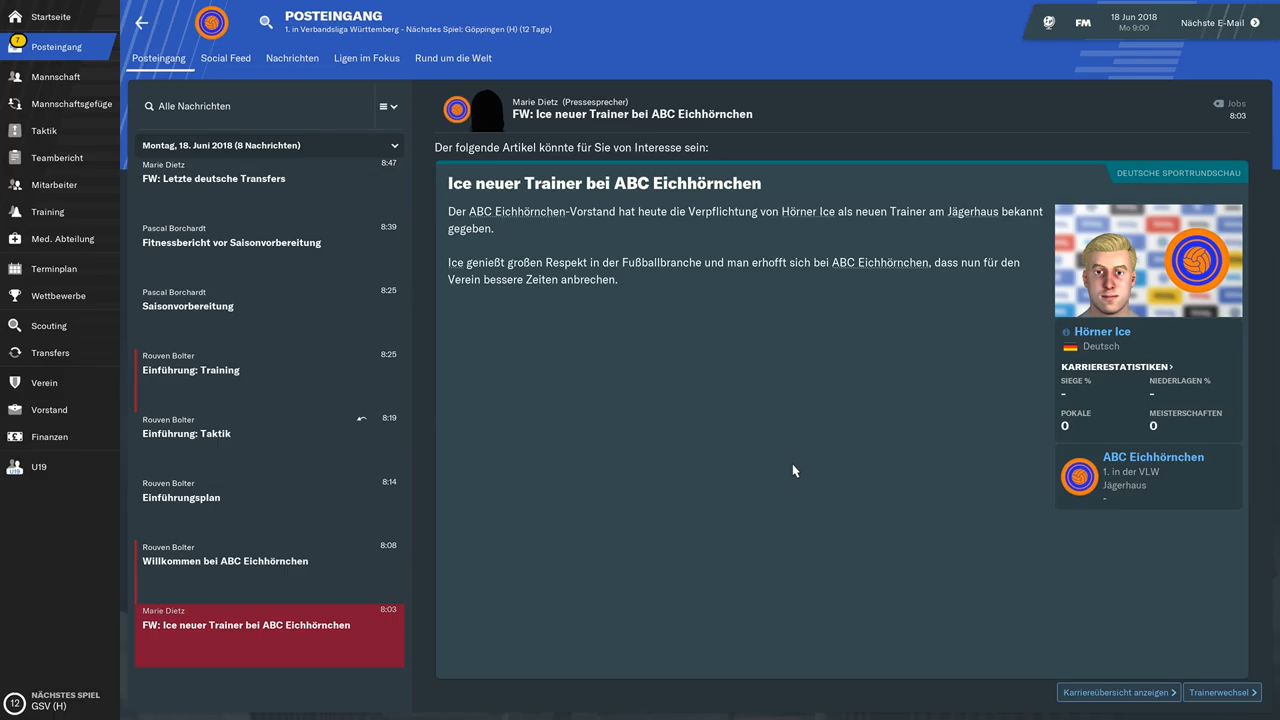 Startseite
7
Posteingang
Mannschaft
Mannschaftsgefüge
Taktik
Teambericht
Mitarbeiter
Training
Med. Abteilung
Terminplan
Wettbewerbe
Scouting
Transfers
Verein
Vorstand
Finanzen
U19
U19
12
NÄCHSTES SPIEL
GSV (H)
POSTEINGANG
1. in Verbandsliga Württemberg - Nächstes Spiel: Göppingen (H) (12 Tage)
FM
18 Jun 2018
Mo 9:00
Nächste E-Mail
Posteingang
Social Feed
Nachrichten
Ligen im Fokus
Rund um die Welt
Alle Nachrichten
Montag, 18. Juni 2018 (8 Nachrichten)
Marie Dietz
8:47
FW: Letzte deutsche Transfers
Pascal Borchardt
8:39
Fitnessbericht vor Saisonvorbereitung
Pascal Borchardt
8:25
Saisonvorbereitung
Rouven Bolter
8:25
Einführung: Training
Rouven Bolter
8:19
Einführung: Taktik
Rouven Bolter
8:14
Einführungsplan
Rouven Bolter
8:08
Willkommen bei ABC Eichhörnchen
Marie Dietz
8:03
FW: Ice neuer Trainer bei ABC Eichhörnchen
Marie Dietz (Pressesprecher)
FW: Ice neuer Trainer bei ABC Eichhörnchen
Jobs
8:03
Der folgende Artikel könnte für Sie von Interesse sein:
DEUTSCHE SPORTRUNDSCHAU
Ice neuer Trainer bei ABC Eichhörnchen
Der ABC Eichhörnchen-Vorstand hat heute die Verpflichtung von Hörner Ice als neuen Trainer am Jägerhaus bekannt
gegeben.
Ice genießt großen Respekt in der Fußballbranche und man erhofft sich bei ABC Eichhörnchen, dass nun für den
Verein bessere Zeiten anbrechen.
Hörner Ice
Deutsch
KARRIERESTATISTIKEN
SIEGE %
NIEDERLAGEN %
-
-
POKALE
MEISTERSCHAFTEN
0
0
ABC Eichhörnchen
1. in der VLW
Jägerhaus
-
Karriereübersicht anzeigen
Trainerwechsel